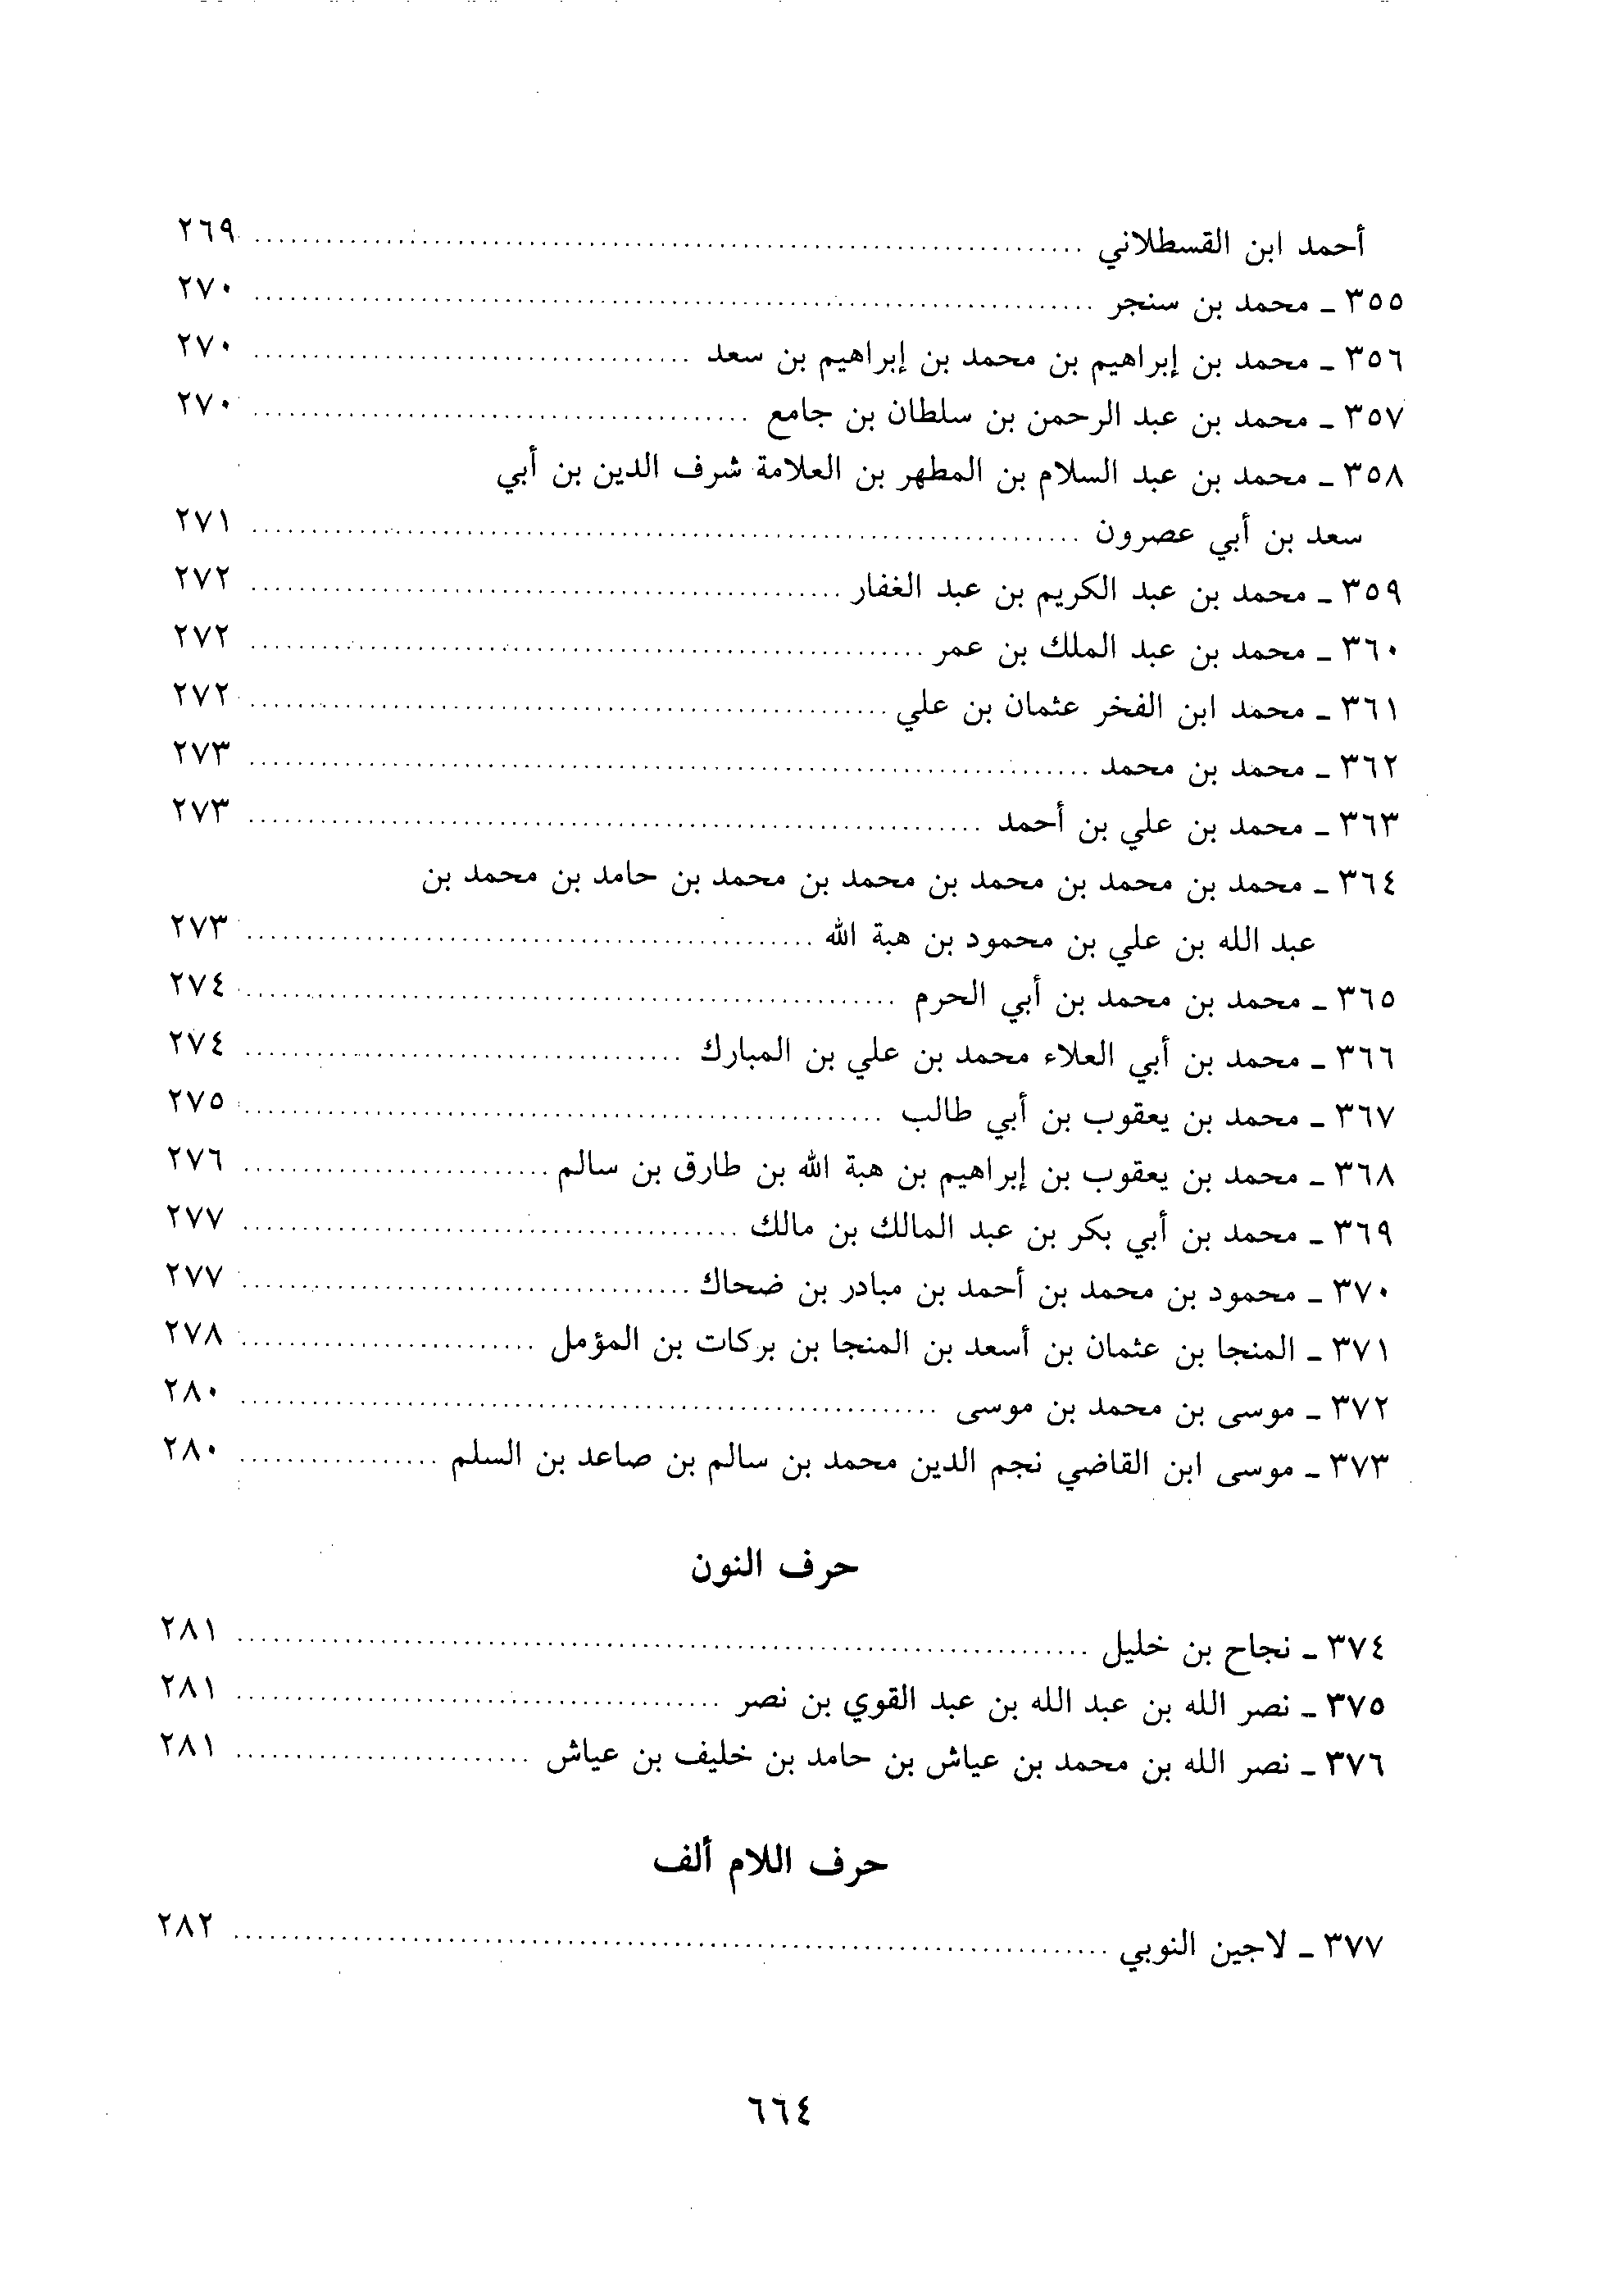 أحمد ابن القسطلاني ........ ٢٦٩
٣٥٥ ـ محمد بن سنجر ........ ٢٧٠
٣٥٦ ـ محمد بن إبراهيم بن محمد بن إبراهيم بن سعد ........ ٢٧٠
٣٥٧ ـ محمد بن عبد الرحمن بن سلطان بن جامع ........ ٢٧٠
٣٥٨ ـ محمد بن عبد السلام بن المطهر بن العلامة شرف الدين بن أبي
سعد بن أبي عصرون ........ ٢٧١
٣٥٩ ـ محمد بن عبد الكريم بن عبد الغفار ........ ٢٧٢
٣٦٠ ـ محمد بن عبد الملك بن عمر ........ ٢٧٢
٣٦١ ـ محمد ابن الفخر عثمان بن علي ........ ٢٧٢
٣٦٢ ـ محمد بن محمد ........ ٢٧٣
٣٦٣ ـ محمد بن علي بن أحمد ........ ٢٧٣
٣٦٤ ـ محمد بن محمد بن محمد بن محمد بن محمد بن حامد بن محمد بن
عبد الله بن علي بن محمود بن هبة الله ........ ٢٧٣
٣٦٥ ـ محمد بن محمد بن أبي الحرم ........ ٢٧٤
٣٦٦ ـ محمد بن أبي العلاء محمد بن علي بن المبارك ........ ٢٧٤
٣٦٧ ـ محمد بن يعقوب بن أبي طالب ........ ٢٧٥
٣٦٨ ـ محمد بن يعقوب بن إبراهيم بن هبة الله بن طارق بن سالم ........ ٢٧٦
٣٦٩ ـ محمد بن أبي بكر بن عبد المالك بن مالك ........ ٢٧٧
٣٧٠ ـ محمود بن محمد بن أحمد بن مبادر بن ضحاك ........ ٢٧٧
٣٧١ ـ المنجا بن عثمان بن أسعد بن المنجا بن بركات بن المؤمل ........ ٢٧٨
٣٧٢ ـ موسى بن محمد بن موسى ........ ٢٨٠
٣٧٣ ـ موسى ابن القاضي نجم الدين محمد بن سالم بن صاعد بن السلم ........ ٢٨٠
حرف النون
٣٧٤ ـ نجاح بن خليل ........ ٢٨١
٣٧٥ ـ نصر الله بن عبد الله بن عبد القوي بن نصر ........ ٢٨١
٣٧٦ ـ نصر الله بن محمد بن عياش بن حامد بن خليف بن عياش ........ ٢٨١
حرف اللام ألف
٣٧٧ ـ لاجين النوبي ........ ٢٨٢
٦٦٤